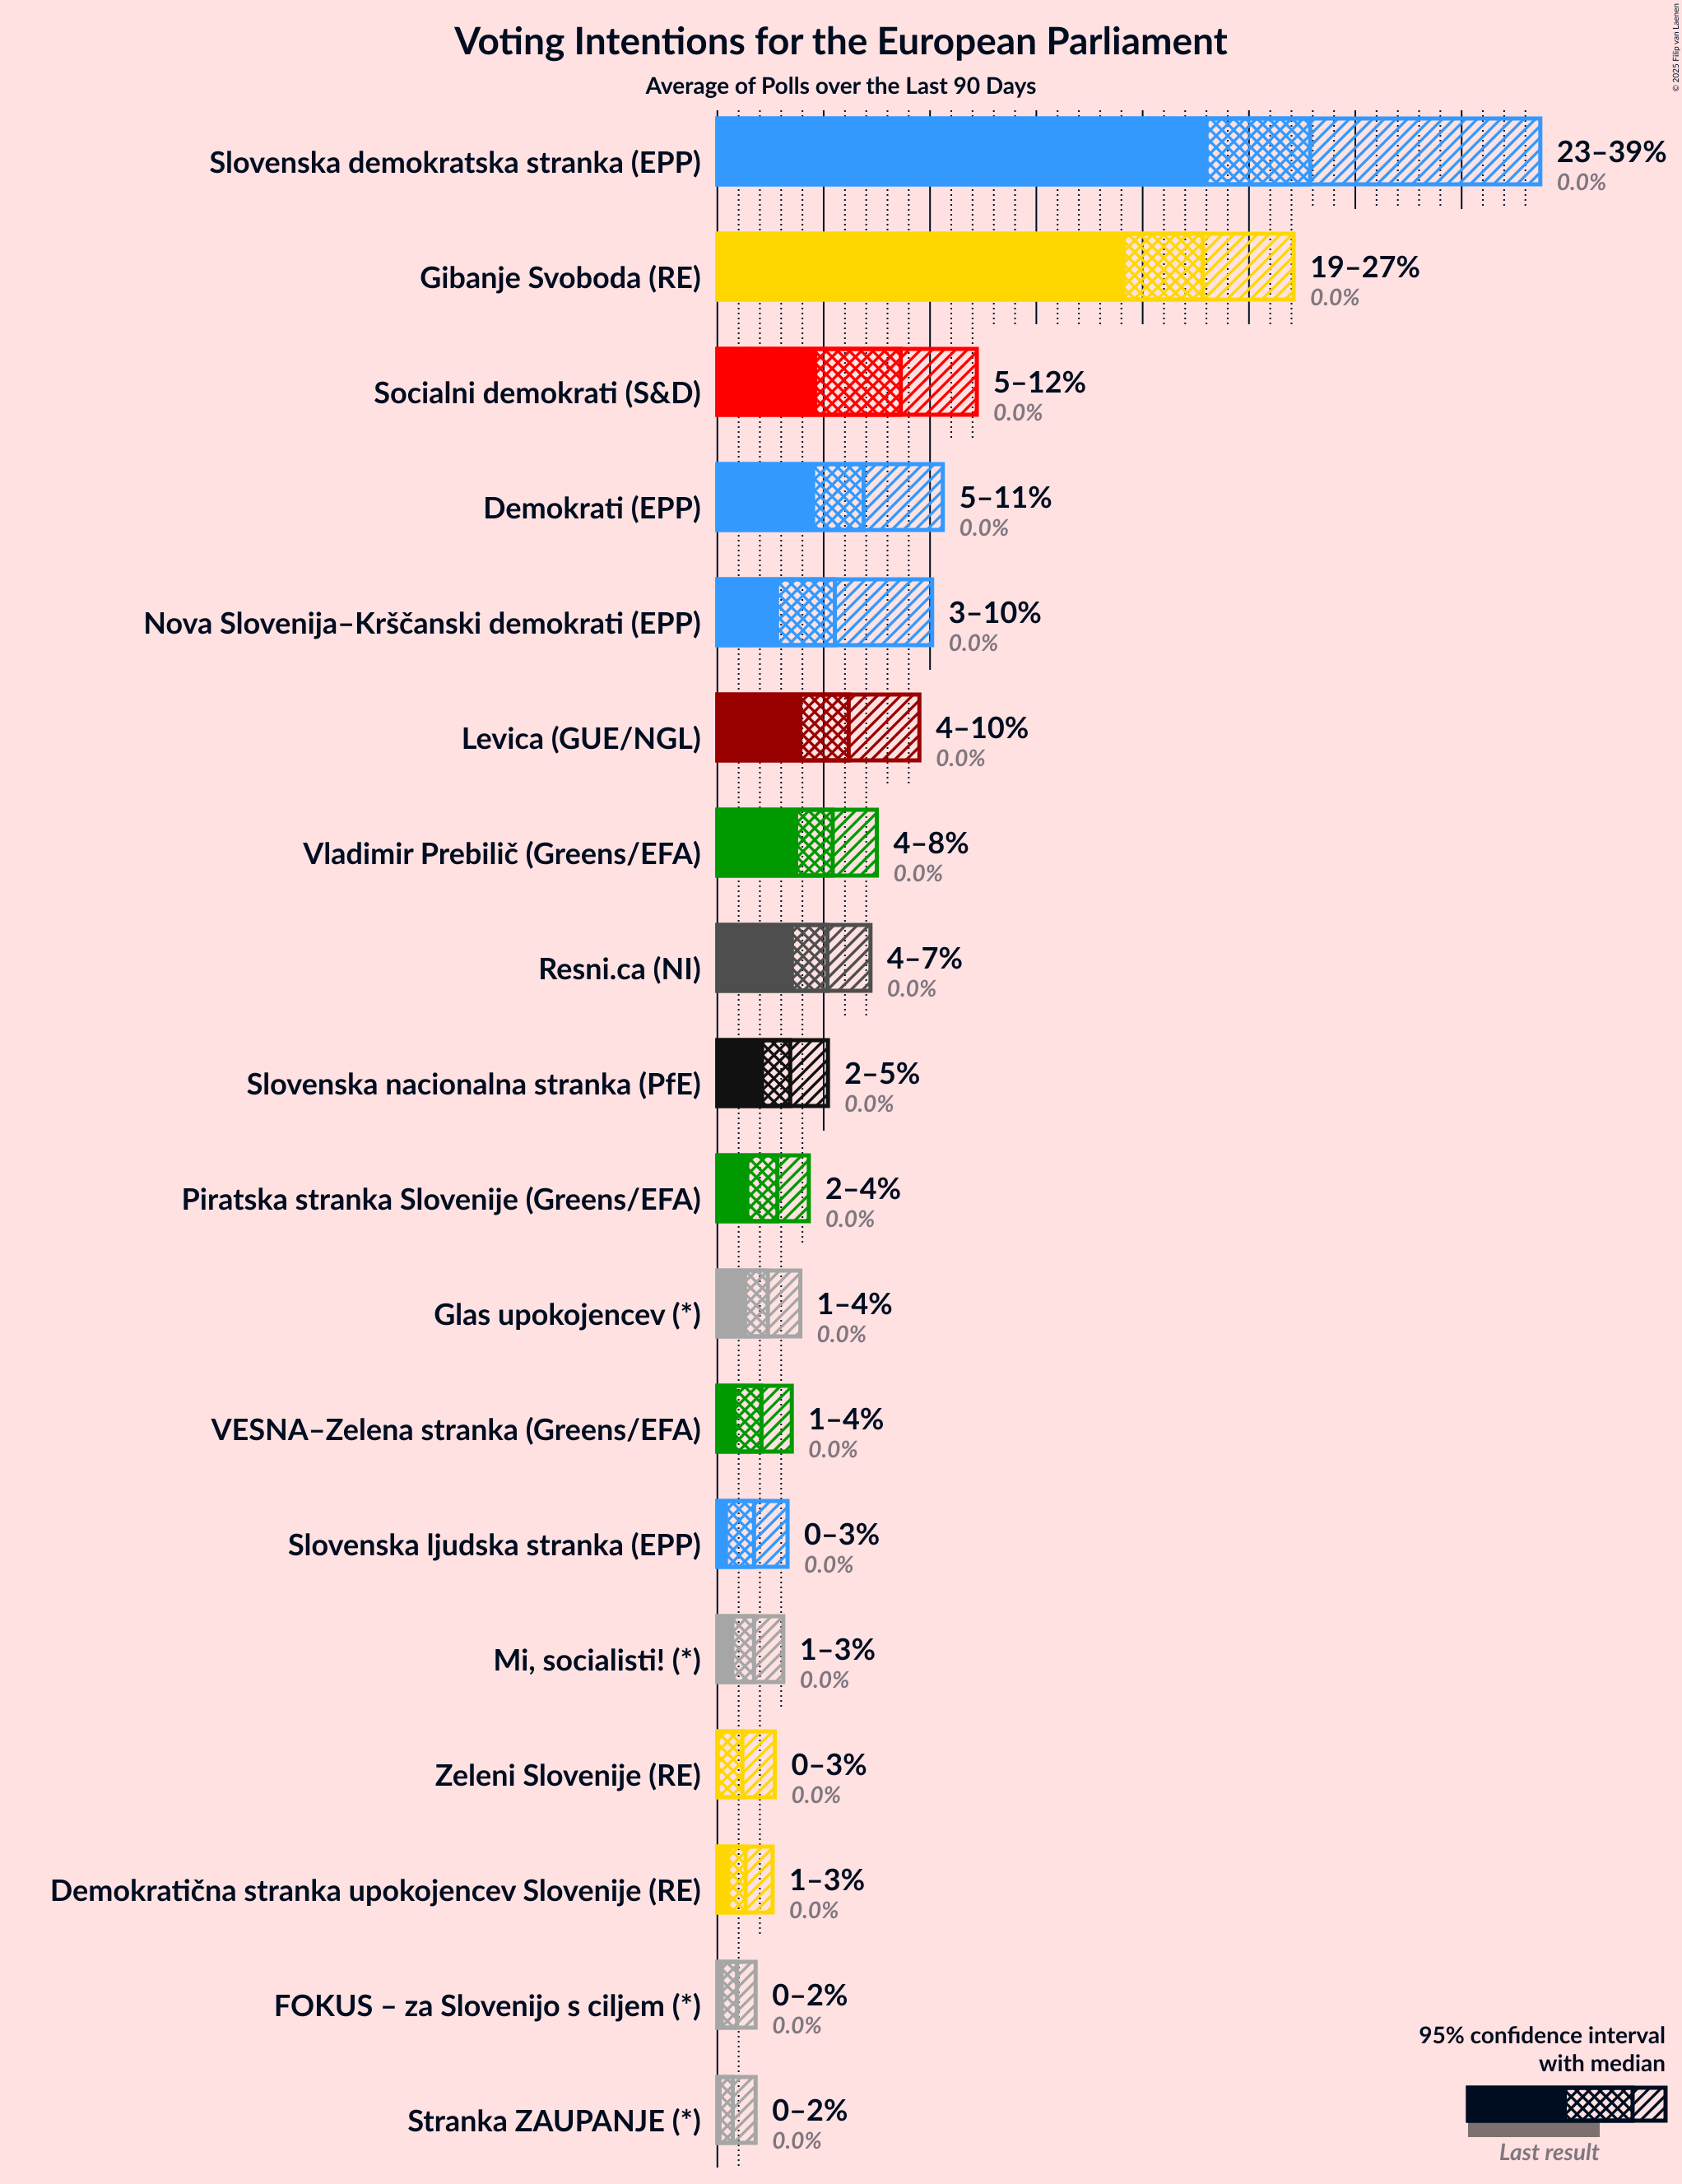 Voting Intentions for the European Parliament
Average of Polls over the Last 90 Days
© 2025 Filip van Laenen
Slovenska demokratska stranka (EPP)
23–39%
0.0%
Gibanje Svoboda (RE)
19–27%
0.0%
Socialni demokrati (S&D)
5–12%
0.0%
Demokrati (EPP)
5–11%
0.0%
Nova Slovenija–Krščanski demokrati (EPP)
3–10%
0.0%
Levica (GUE/NGL)
4–10%
0.0%
Vladimir Prebilič (Greens/EFA)
4–8%
0.0%
Resni.ca (NI)
4–7%
0.0%
Slovenska nacionalna stranka (PfE)
2–5%
0.0%
Piratska stranka Slovenije (Greens/EFA)
2–4%
0.0%
Glas upokojencev (*)
1–4%
0.0%
VESNA–Zelena stranka (Greens/EFA)
1–4%
0.0%
Slovenska ljudska stranka (EPP)
0–3%
0.0%
Mi, socialisti! (*)
1–3%
0.0%
Zeleni Slovenije (RE)
0–3%
0.0%
Demokratična stranka upokojencev Slovenije (RE)
1–3%
0.0%
FOKUS – za Slovenijo s ciljem (*)
0–2%
0.0%
Stranka ZAUPANJE (*)
0–2%
0.0%
95% confidence interval
with median
Last result